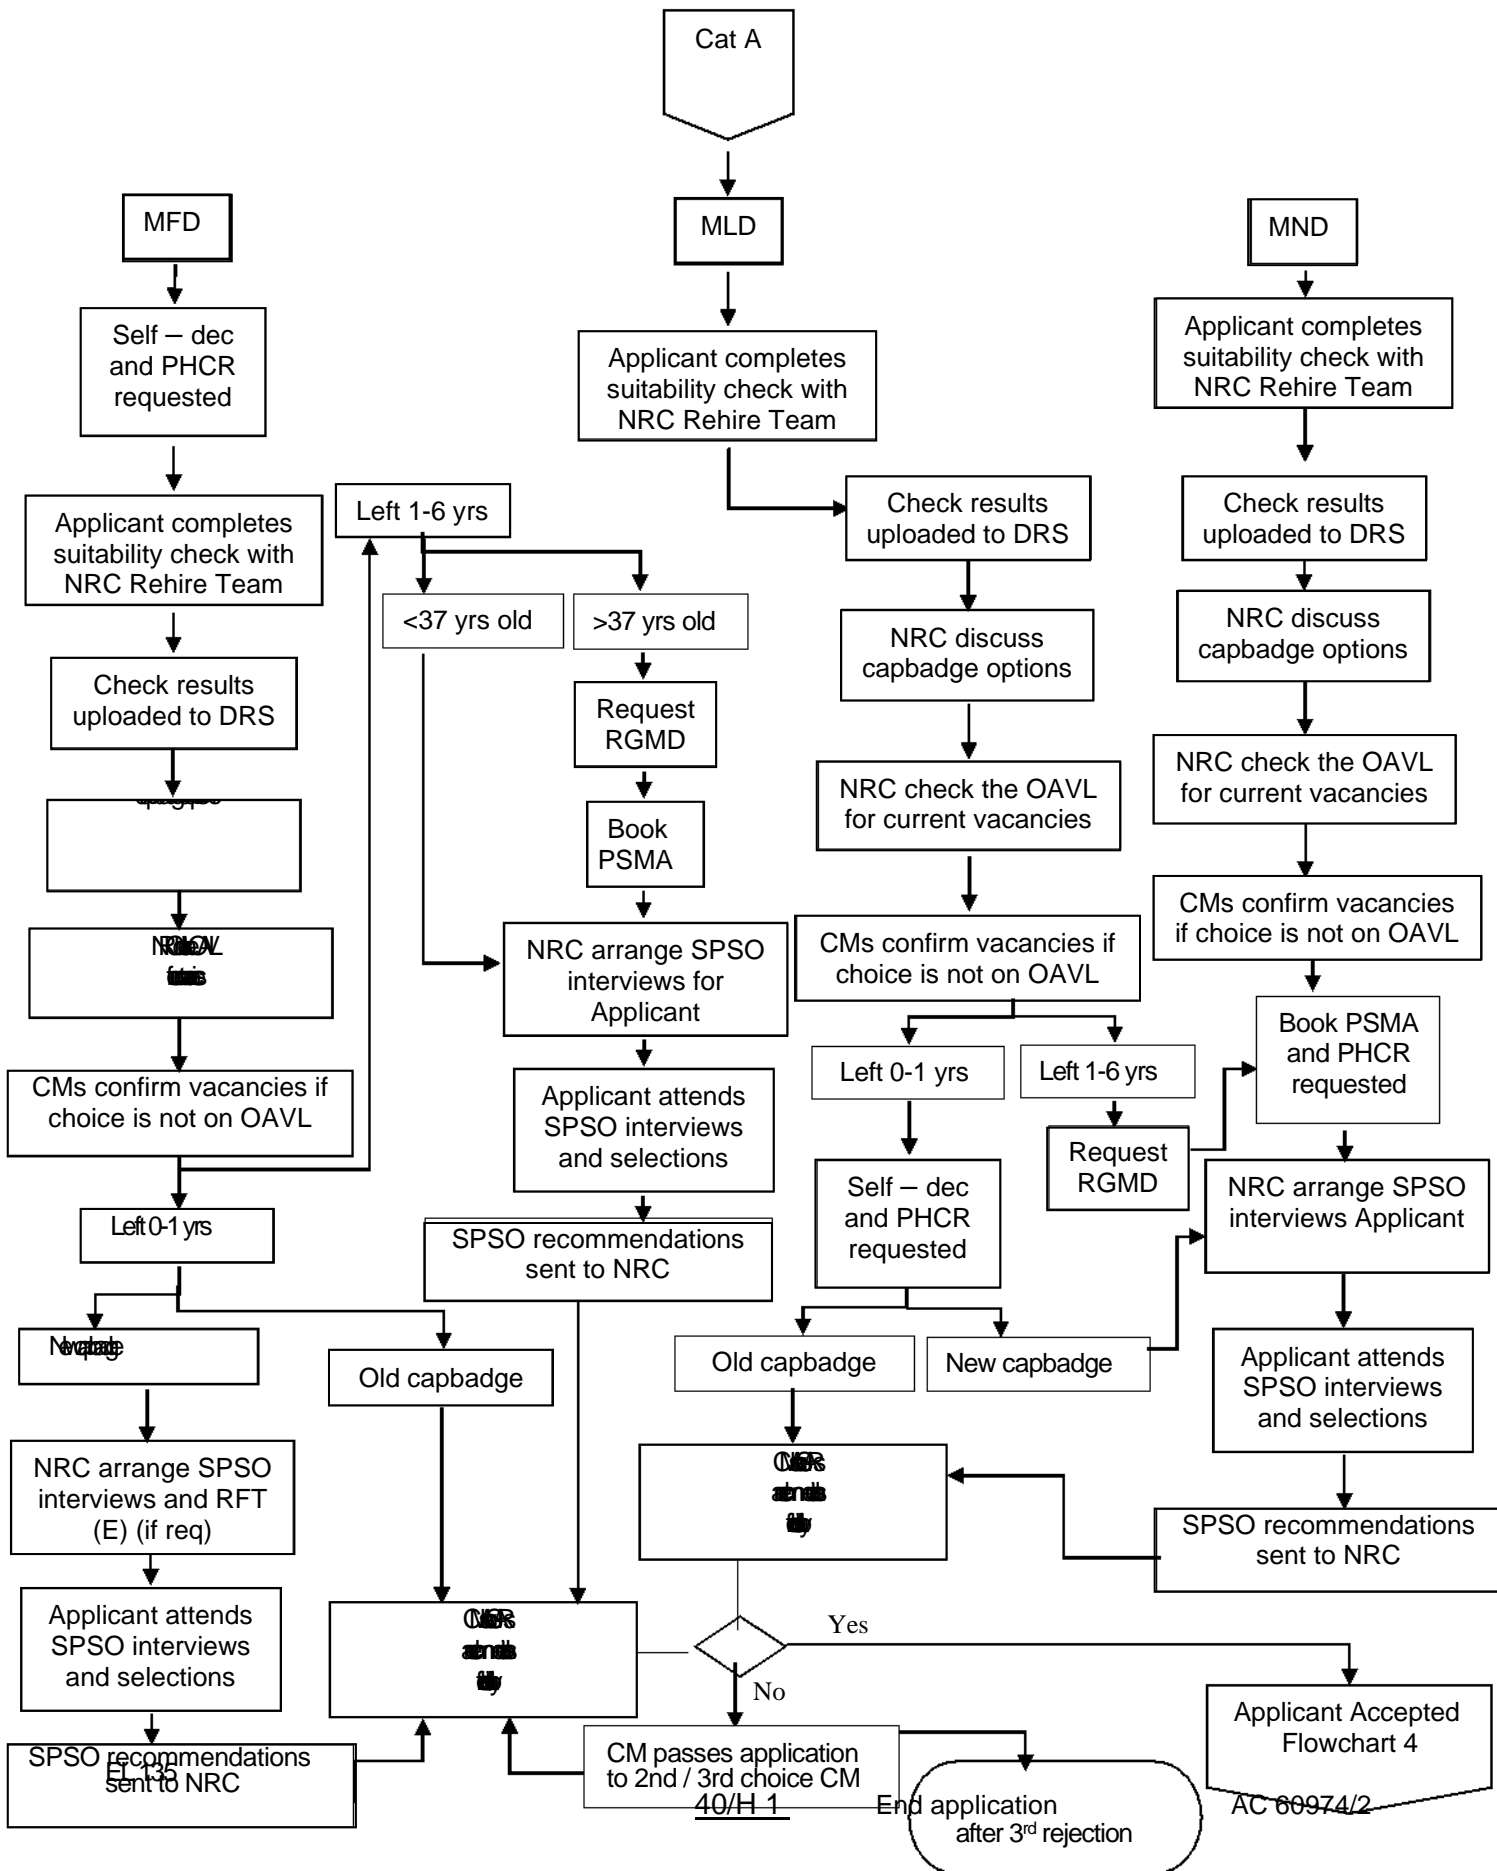 Cat A
MFD
MLD
MND
Self – dec
and PHCR
requested
Applicant completes
suitability check with
NRC Rehire Team
Applicant completes
suitability check with
NRC Rehire Team
Left 1-6 yrs
Check results
uploaded to DRS
Check results
uploaded to DRS
Applicant completes
suitability check with
NRC Rehire Team
<37 yrs old
>37 yrs old
NRC discuss
capbadge options
NRC discuss
capbadge options
Check results
uploaded to DRS
Request
RGMD
NRC check the OAVL
for current vacancies
NRC check the OAVL
for current vacancies
Book
PSMA
CMs confirm vacancies
if choice is not on OAVL
NRC arrange SPSO
interviews for
Applicant
CMs confirm vacancies if
choice is not on OAVL
CMs confirm vacancies if
choice is not on OAVL
Left 0-1 yrs
Left 1-6 yrs
Book PSMA
and PHCR
requested
Applicant attends
SPSO interviews
and selections
Request
RGMD
Left 0-1 yrs
Self – dec
and PHCR
requested
NRC arrange SPSO
interviews Applicant
SPSO recommendations
sent to NRC
Old capbadge
Old capbadge
New capbadge
Applicant attends
SPSO interviews
and selections
NRC arrange SPSO
interviews and RFT
(E) (if req)
SPSO recommendations
sent to NRC
Applicant attends
SPSO interviews
and selections
Yes
No
Applicant Accepted
Flowchart 4
SPSO recommendations
sent to NRC
EL 135
CM passes application
to 2nd / 3rd choice CM
40/H 1
End application
after 3rd rejection
AC 60974/2